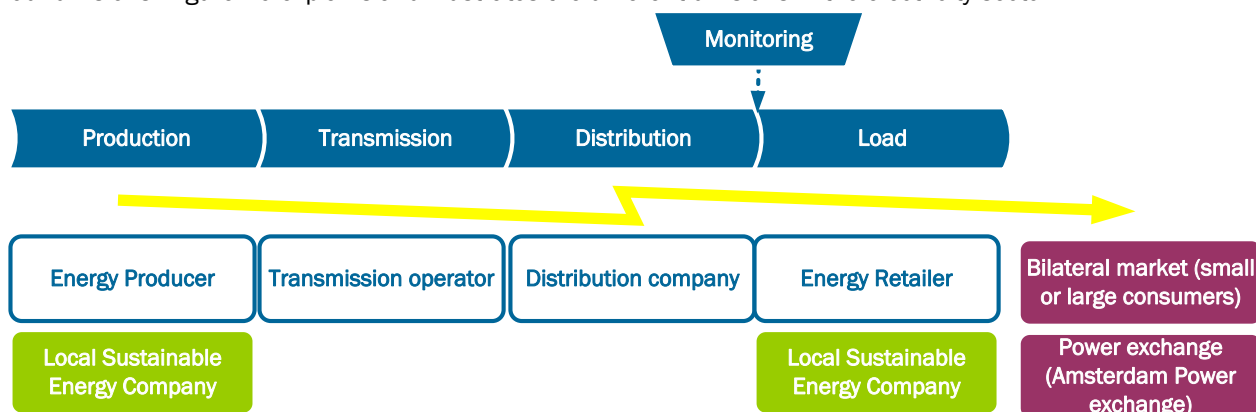 Monitoring
Production
Transmission
Distribution
Load
Energy Producer
Transmission operator
Distribution company
Energy Retailer
Bilateral market (small
or large consumers)
Local Sustainable
Energy Company
Local Sustainable
Energy Company
Power exchange
(Amsterdam Power
exchange)